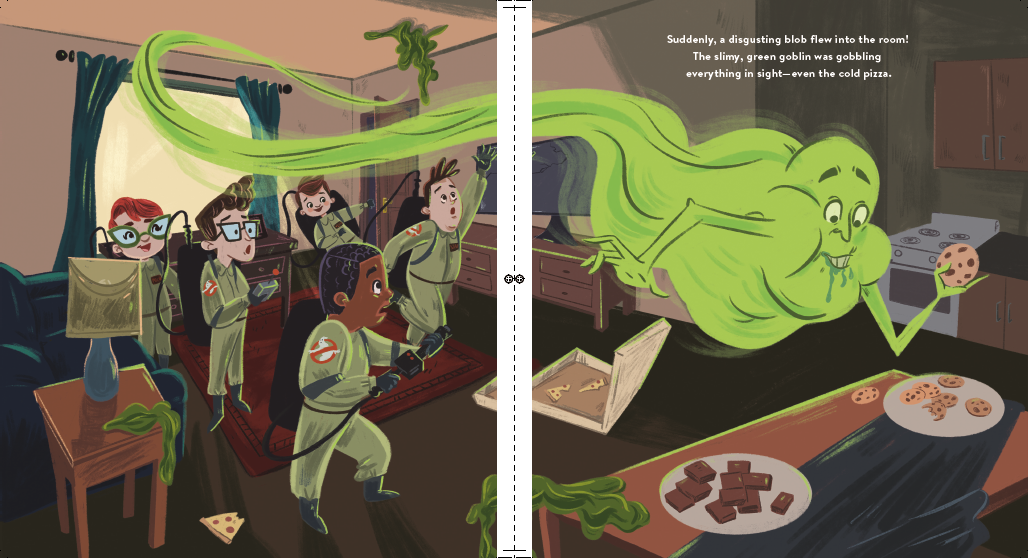 Suddenly, a disgusting blob flew into the room!
The slimy, green goblin was gobbling
everything in sight—even the cold pizza.